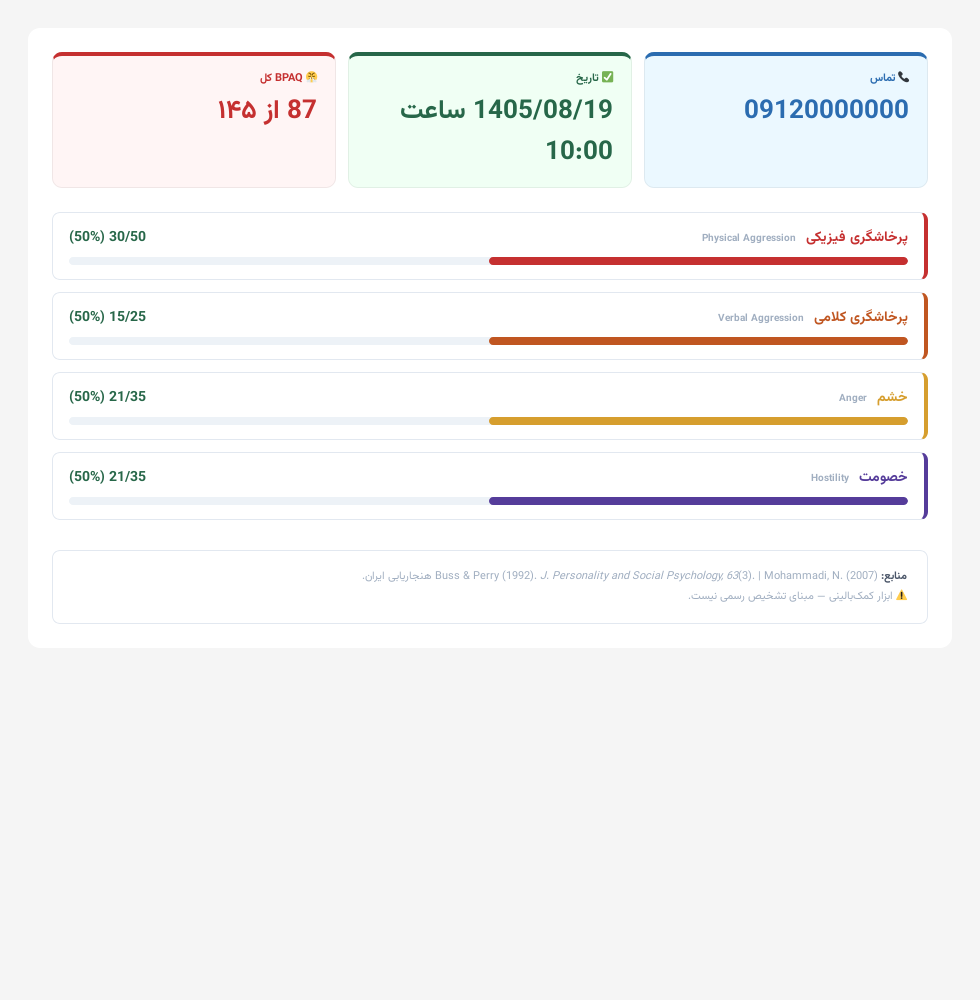 📞 تماس
09120000000
✅ تاریخ
1405/08/19 ساعت
10:00
😤 BPAQ کل
87 از ۱۴۵
پرخاشگری فیزیکی Physical Aggression 30/50 (50%)
پرخاشگری کلامی Verbal Aggression 15/25 (50%)
خشم Anger 21/35 (50%)
خصومت Hostility 21/35 (50%)
منابع: Buss & Perry (1992). J. Personality and Social Psychology, 63(3). | Mohammadi, N. (2007) هنجاریابی ایران.
⚠️ ابزار کمک‌بالینی — مبنای تشخیص رسمی نیست.